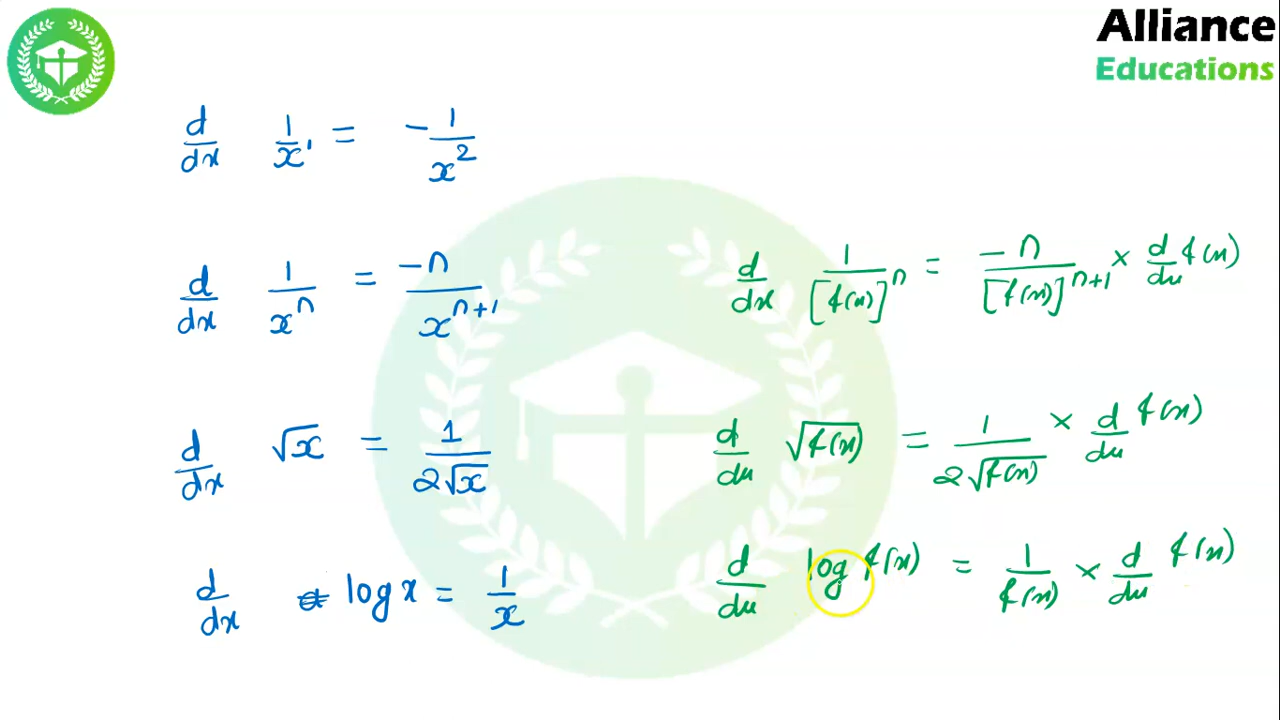 Alliance
Educations
d/dx 1/x¹ = -1/x²
d/dx 1/xⁿ = -n/xⁿ⁺¹
d/dx 1/[f(x)]ⁿ = -n/[f(x)]ⁿ⁺¹ × d/dx f(x)
d/dx √x = 1/2√x
d/dx √f(x) = 1/2√f(x) × d/dx f(x)
d/dx log x = 1/x
d/dx log f(x) = 1/f(x) × d/dx f(x)